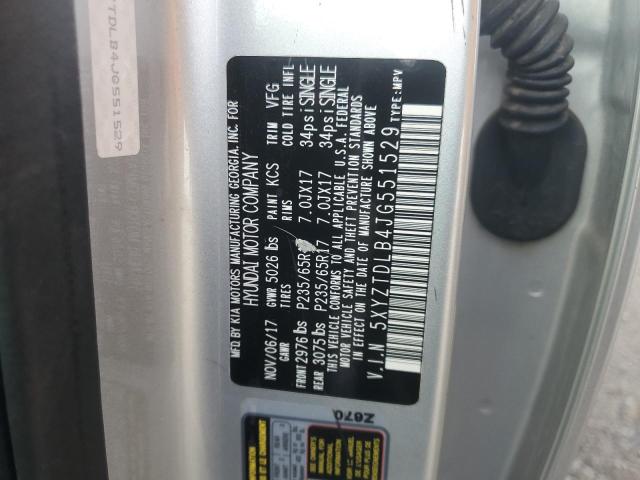 MFD. BY KIA MOTORS MANUFACTURING GEORGIA, INC. FOR
HYUNDAI MOTOR COMPANY
NOV/06/17 GVWR 5026 lbs PAINT KCS TRIM VFG
GAWR TIRES RIMS COLD TIRE INFL
FRONT 2976 lbs P235/65R17 7.0JX17 34psi SINGLE
REAR 3075 lbs P235/65R17 7.0JX17 34psi SINGLE
THIS VEHICLE CONFORMS TO ALL APPLICABLE U.S.A. FEDERAL
MOTOR VEHICLE SAFETY AND THEFT PREVENTION STANDARDS
IN EFFECT ON THE DATE OF MANUFACTURE SHOWN ABOVE.
V.I.N 5XYZTDLB4JG551529 TYPE:MPV
TDLB4JG551529
Z670